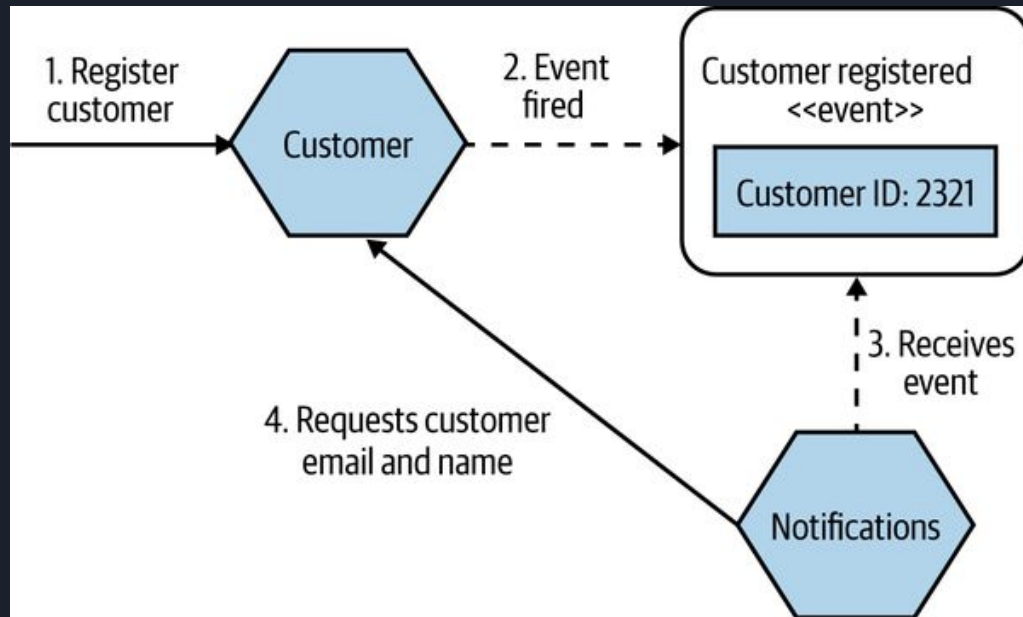 1. Register
customer
Customer
2. Event
fired
Customer registered
<<event>>
Customer ID: 2321
3. Receives
event
4. Requests customer
email and name
Notifications